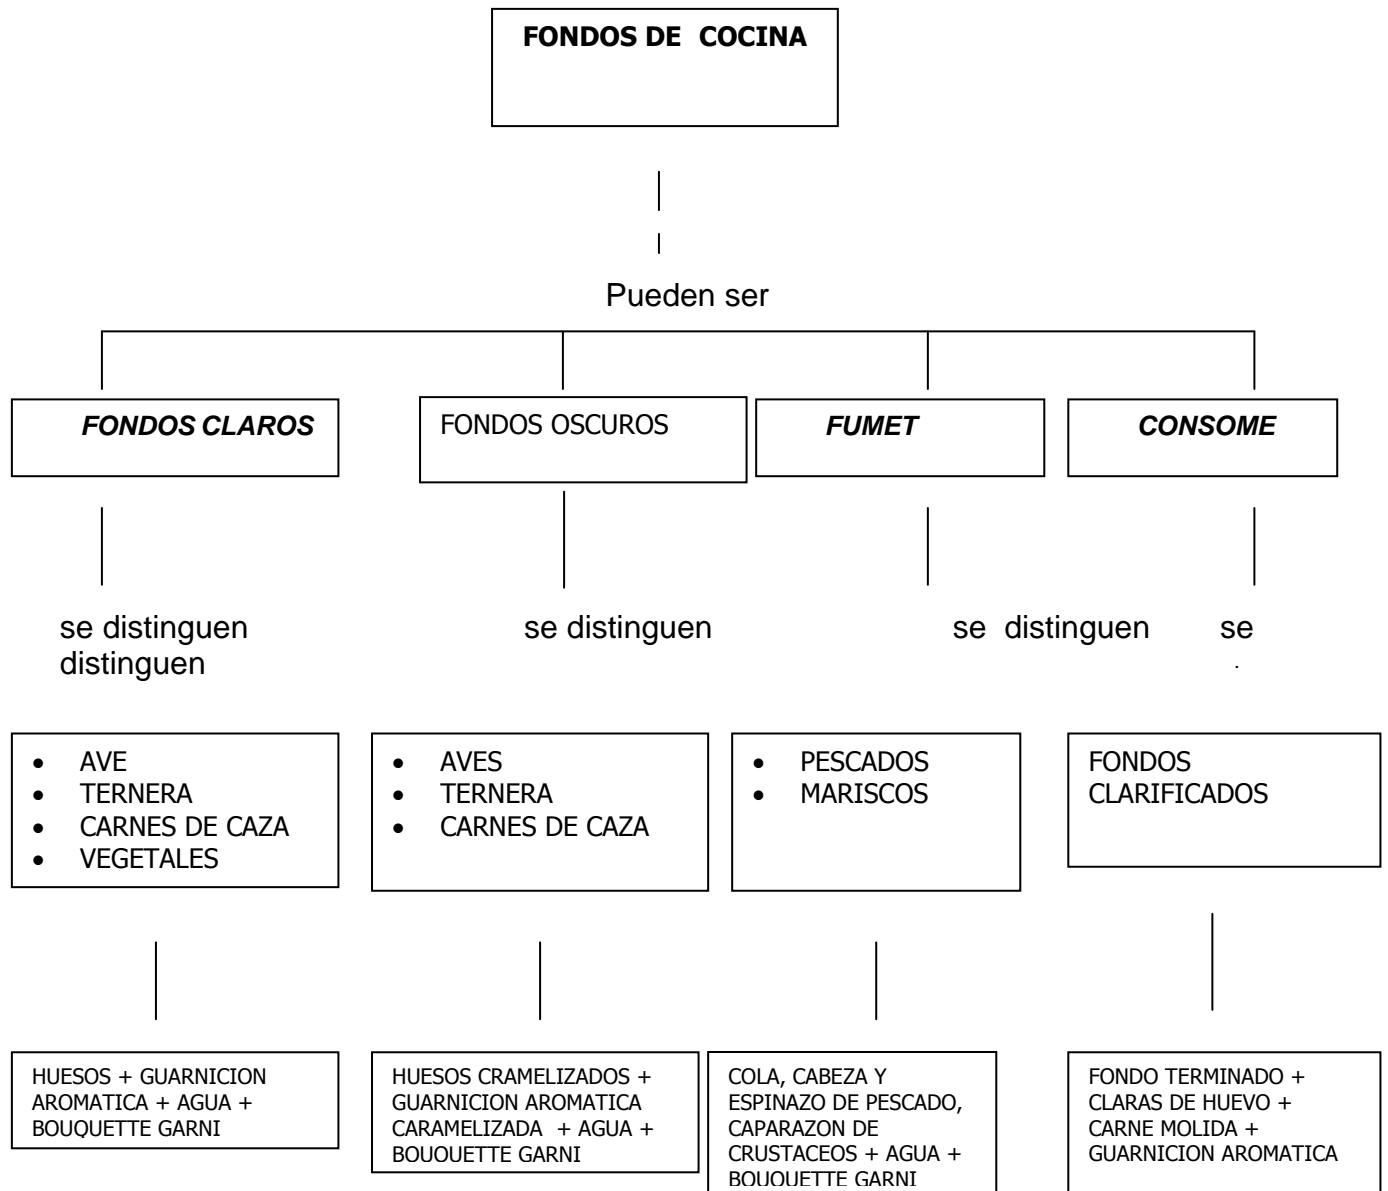 FONDOS DE COCINA
Pueden ser
FONDOS CLAROS
FONDOS OSCUROS
FUMET
CONSOME
se distinguen se distinguen se distinguen se
distinguen .
• AVE
• TERNERA
• CARNES DE CAZA
• VEGETALES
• AVES
• TERNERA
• CARNES DE CAZA
• PESCADOS
• MARISCOS
FONDOS
CLARIFICADOS
HUESOS + GUARNICION
AROMATICA + AGUA +
BOUQUETTE GARNI
HUESOS CRAMELIZADOS +
GUARNICION AROMATICA
CARAMELIZADA + AGUA +
BOUOUETTE GARNI
COLA, CABEZA Y
ESPINAZO DE PESCADO,
CAPARAZON DE
CRUSTACEOS + AGUA +
BOUOUETTE GARNI
FONDO TERMINADO +
CLARAS DE HUEVO +
CARNE MOLIDA +
GUARNICION AROMATICA